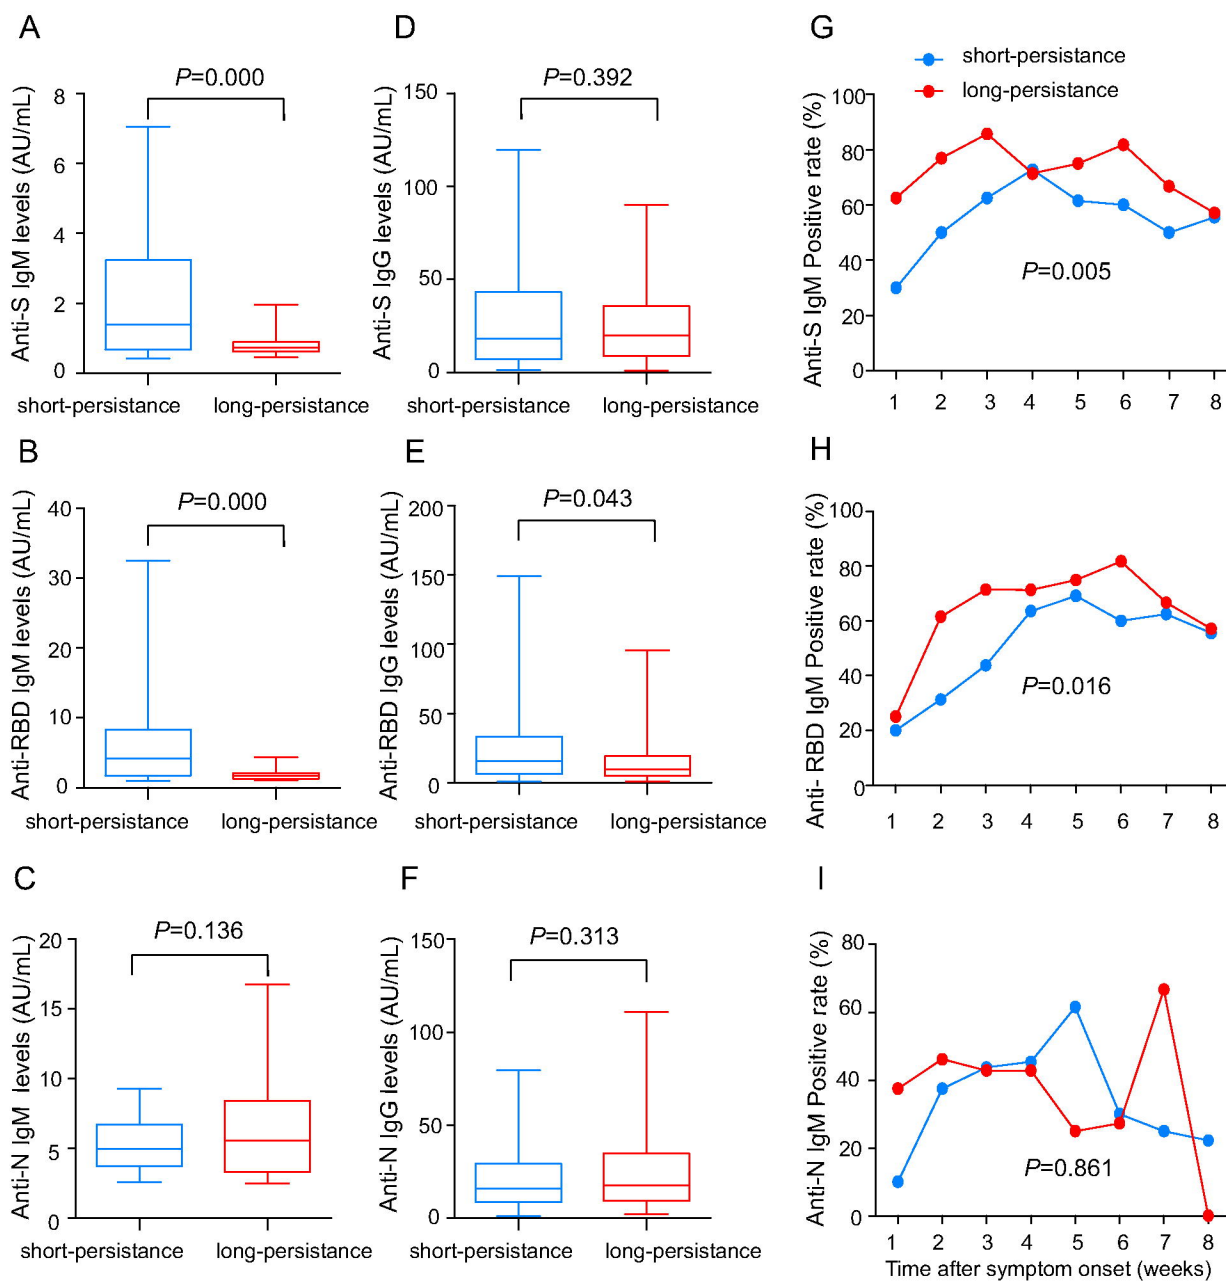 A
P=0.000
Anti-S IgM levels (AU/mL)
8
6
4
2
0
short-persistance long-persistance
D
P=0.392
Anti-S IgG levels (AU/mL)
150
100
50
0
short-persistance long-persistance
G
short-persistance
long-persistance
Anti-S IgM Positive rate (%)
100
80
60
40
20
0
P=0.005
1 2 3 4 5 6 7 8
B
P=0.000
Anti-RBD IgM levels (AU/mL)
40
30
20
10
0
short-persistance long-persistance
E
P=0.043
Anti-RBD IgG levels (AU/mL)
200
150
100
50
0
short-persistance long-persistance
H
Anti- RBD IgM Positive rate (%)
100
80
60
40
20
0
P=0.016
1 2 3 4 5 6 7 8
C
P=0.136
Anti-N IgM levels (AU/mL)
20
15
10
5
0
short-persistance long-persistance
F
P=0.313
Anti-N IgG levels (AU/mL)
150
100
50
0
short-persistance long-persistance
I
Anti-N IgM Positive rate (%)
80
60
40
20
0
P=0.861
1 2 3 4 5 6 7 8
Time after symptom onset (weeks)